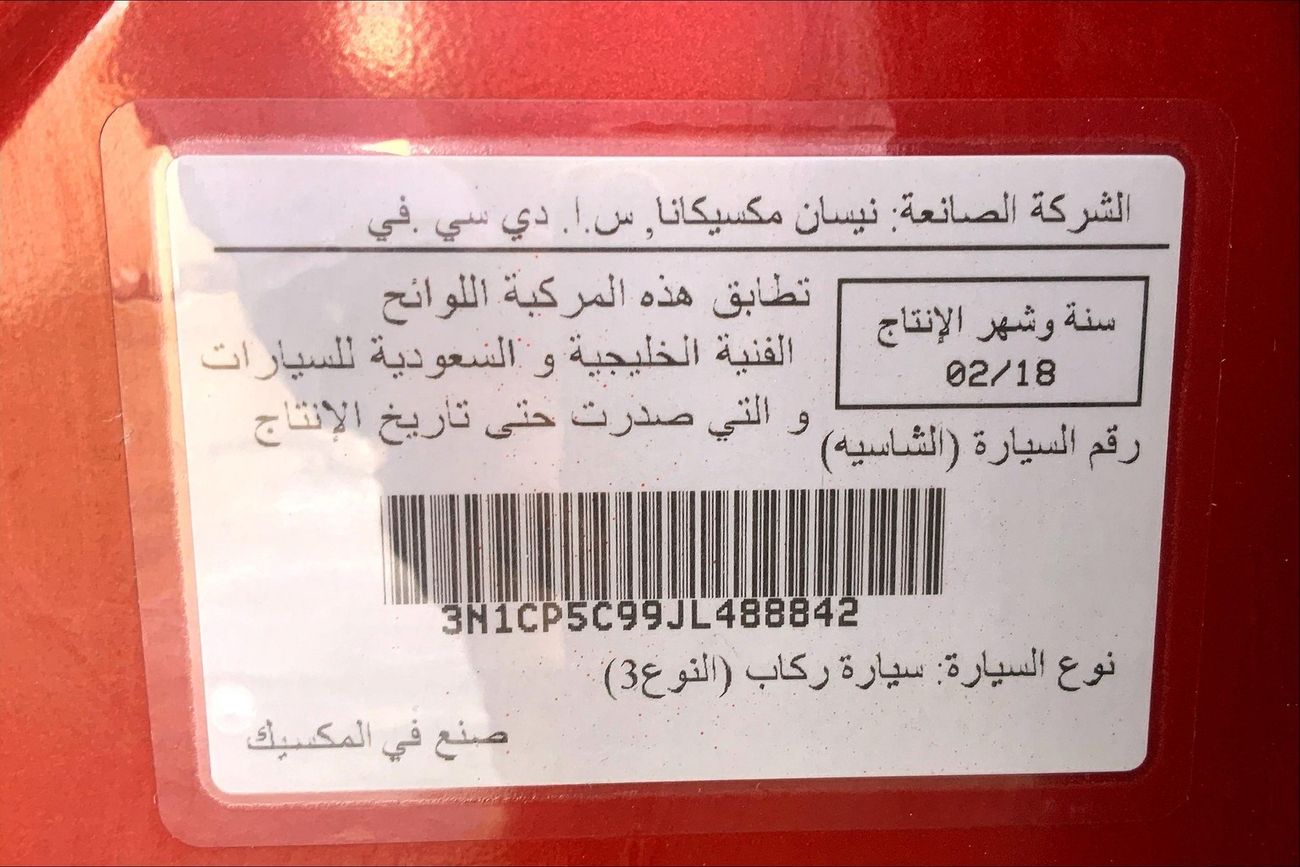 الشركة الصانعة: نيسان مكسيكانا, س.ا. دي سي .في
سنة وشهر الإنتاج
02/18
تطابق هذه المركبة اللوائح
الفنية الخليجية و السعودية للسيارات
و التي صدرت حتى تاريخ الإنتاج
رقم السيارة (الشاسيه)
3N1CP5C99JL488842
نوع السيارة: سيارة ركاب (النوع3)
صنع في المكسيك